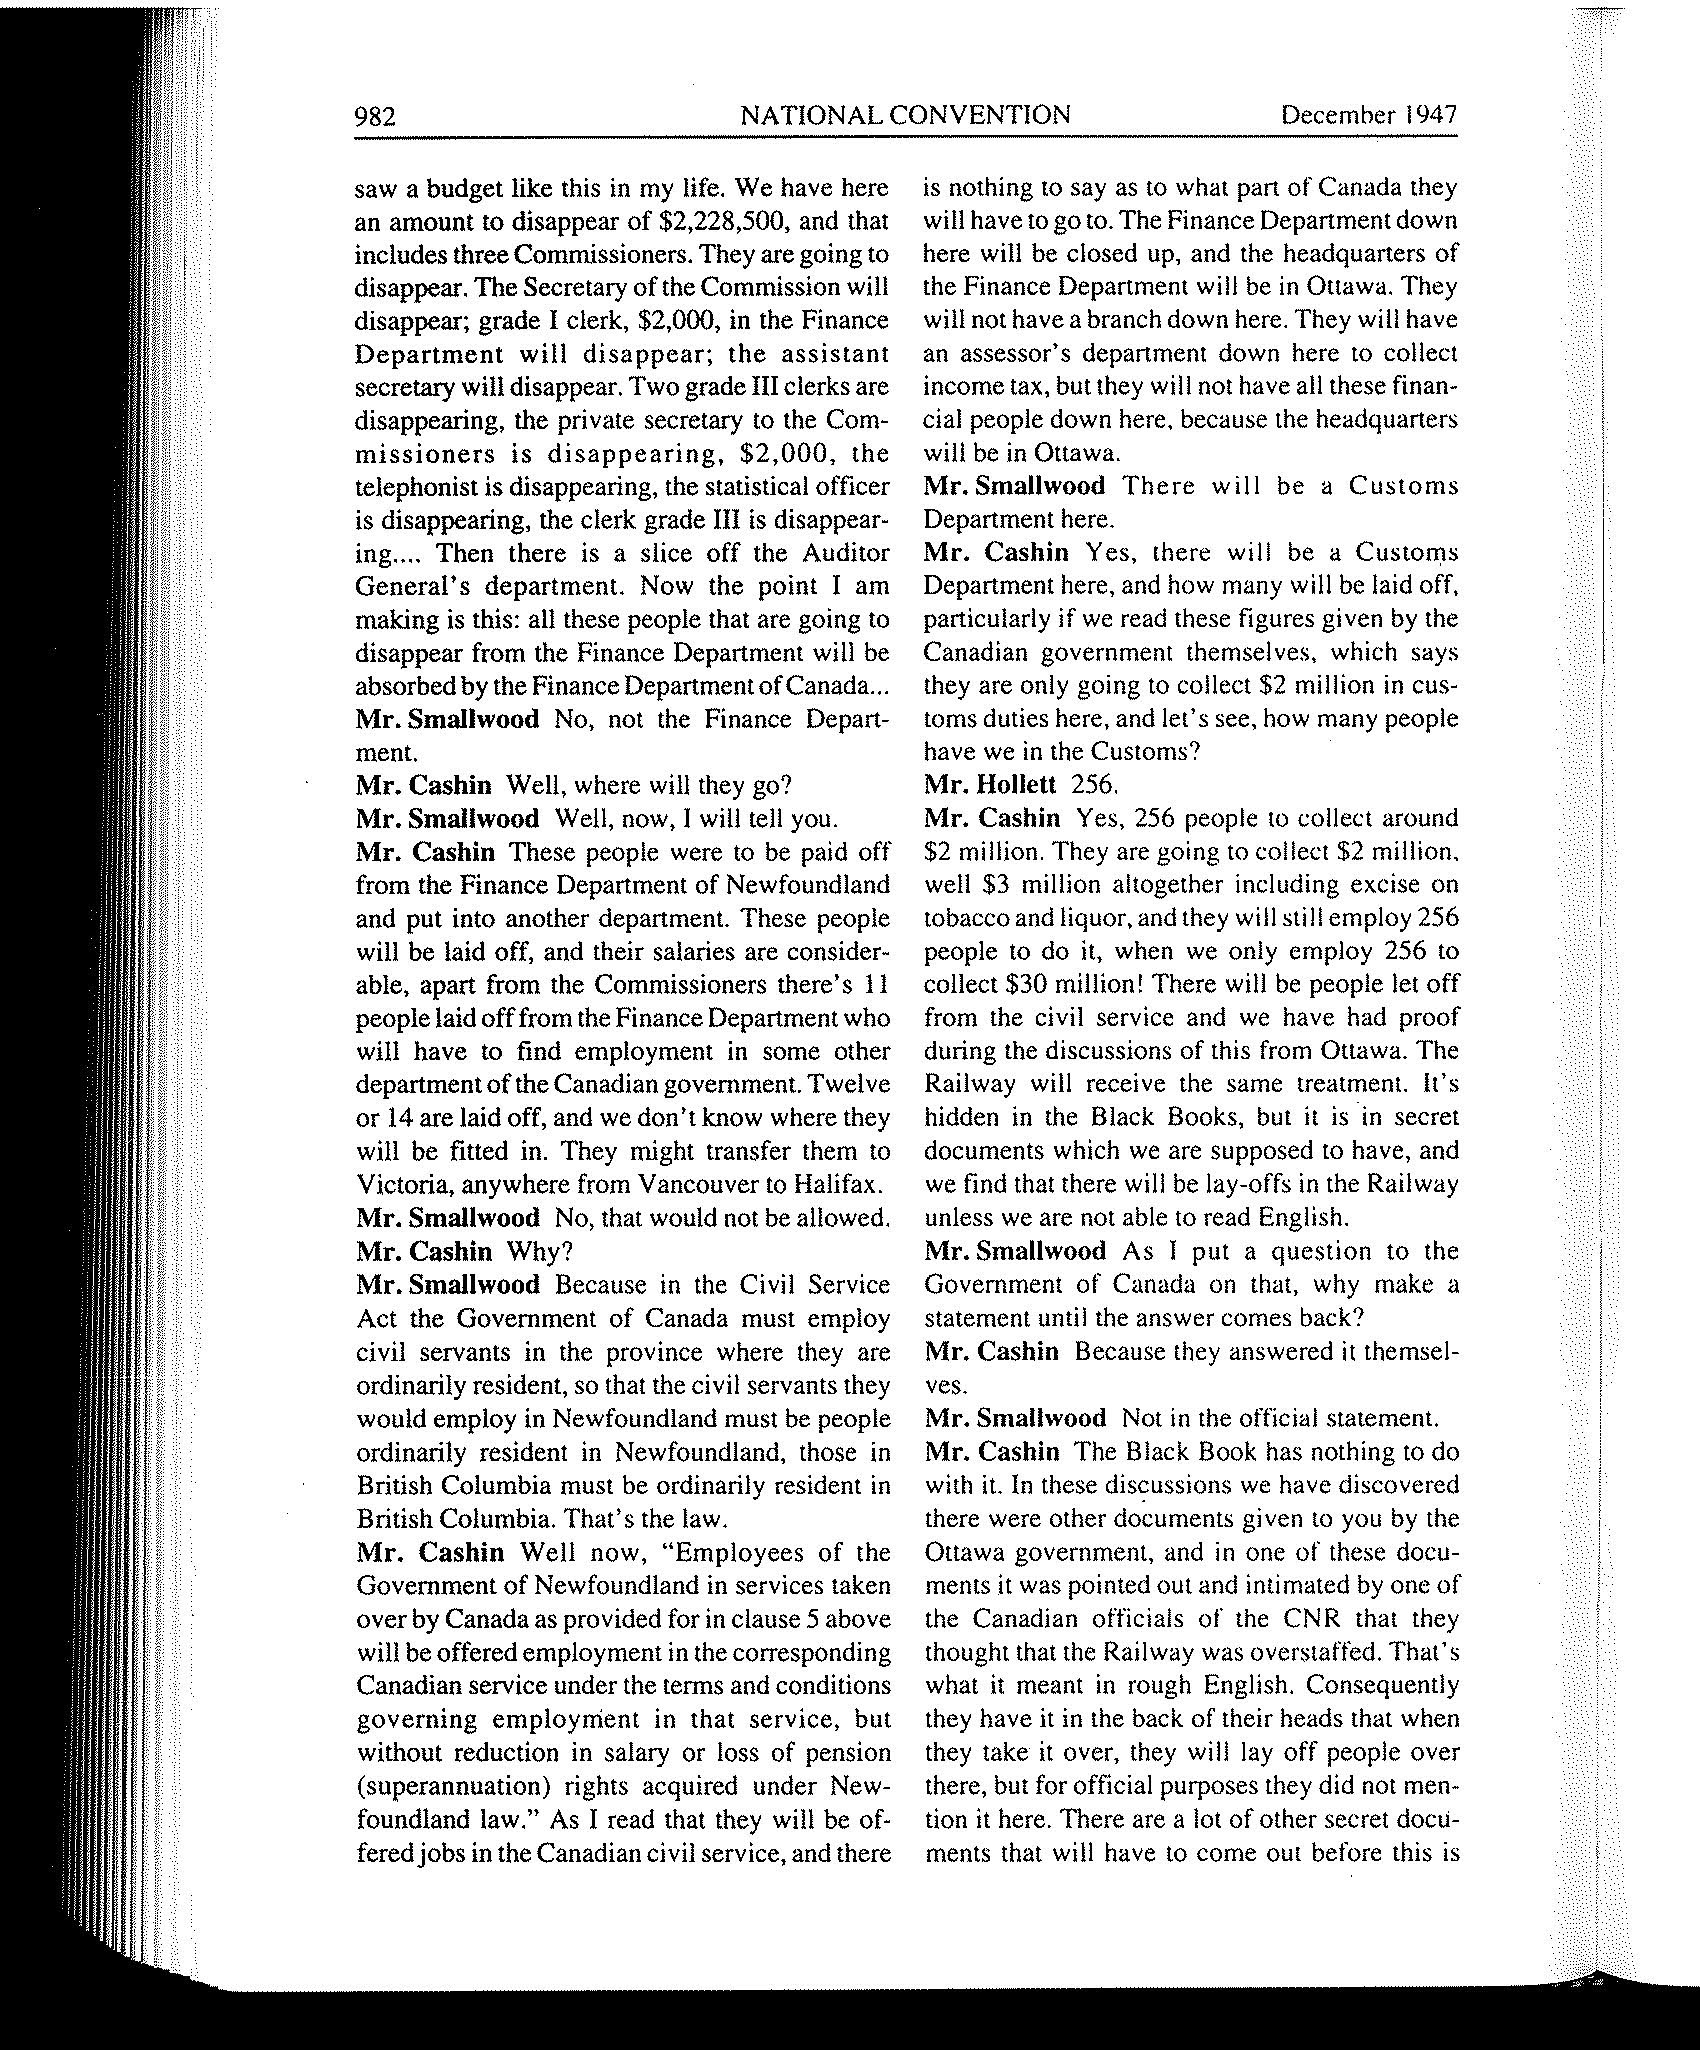 982 NATIONAL CONVENTION December 1947
saw a budget like this in my life. We have here
an amount to disappear of $2,228,500, and that
includes three Commissioners. They are going to
disappear. The Secretary of the Commission will
disappear; grade I clerk, $2,000, in the Finance
Department will disappear; the assistant
secretary will disappear. Two grade III clerks are
disappearing, the private secretary to the Com-
missioners is disappearing, $2,000, the
telephonist is disappearing, the statistical officer
is disappearing, the clerk grade III is disappear-
ing.... Then there is a slice off the Auditor
General's department. Now the point I am
making is this: all these people that are going to
disappear from the Finance Department will be
absorbed by the Finance Department of Canada...
Mr. Smallwood No, not the Finance Depart-
ment.
Mr. Cashin Well, where will they go?
Mr. Smallwood Well, now, I will tell you.
Mr. Cashin These people were to be paid off
from the Finance Department of Newfoundland
and put into another department. These people
will be laid off, and their salaries are consider-
able, apart from the Commissioners there's 11
people laid off from the Finance Department who
will have to find employment in some other
department of the Canadian government. Twelve
or 14 are laid off, and we don't know where they
will be fitted in. They might transfer them to
Victoria, anywhere from Vancouver to Halifax.
Mr. Smallwood No, that would not be allowed.
Mr. Cashin Why?
Mr. Smallwood Because in the Civil Service
Act the Government of Canada must employ
civil servants in the province where they are
ordinarily resident, so that the civil servants they
would employ in Newfoundland must be people
ordinarily resident in Newfoundland, those in
British Columbia must be ordinarily resident in
British Columbia. That's the law.
Mr. Cashin Well now, "Employees of the
Government of Newfoundland in services taken
over by Canada as provided for in clause 5 above
will be offered employment in the corresponding
Canadian service under the terms and conditions
governing employment in that service, but
without reduction in salary or loss of pension
(superannuation) rights acquired under New-
foundland law." As I read that they will be of-
fered jobs in the Canadian civil service, and there
is nothing to say as to what part of Canada they
will have to go to. The Finance Department down
here will be closed up, and the headquarters of
the Finance Department will be in Ottawa. They
will not have a branch down here. They will have
an assessor's department down here to collect
income tax, but they will not have all these finan-
cial people down here, because the headquarters
will be in Ottawa.
Mr. Smallwood There will be a Customs
Department here.
Mr. Cashin Yes, there will be a Customs
Department here, and how many will be laid off,
particularly if we read these figures given by the
Canadian government themselves, which says
they are only going to collect $2 million in cus-
toms duties here, and let's see, how many people
have we in the Customs?
Mr. Hollett 256.
Mr. Cashin Yes, 256 people to collect around
$2 million. They are going to collect $2 million,
well $3 million altogether including excise on
tobacco and liquor, and they will still employ 256
people to do it, when we only employ 256 to
collect $30 million! There will be people let off
from the civil service and we have had proof
during the discussions of this from Ottawa. The
Railway will receive the same treatment. It's
hidden in the Black Books, but it is in secret
documents which we are supposed to have, and
we find that there will be lay-offs in the Railway
unless we are not able to read English.
Mr. Smallwood As I put a question to the
Government of Canada on that, why make a
statement until the answer comes back?
Mr. Cashin Because they answered it themsel-
ves.
Mr. Smallwood Not in the official statement.
Mr. Cashin The Black Book has nothing to do
with it. In these discussions we have discovered
there were other documents given to you by the
Ottawa government, and in one of these docu-
ments it was pointed out and intimated by one of
the Canadian officials of the CNR that they
thought that the Railway was overstaffed. That's
what it meant in rough English. Consequently
they have it in the back of their heads that when
they take it over, they will lay off people over
there, but for official purposes they did not men-
tion it here. There are a lot of other secret docu-
ments that will have to come out before this is